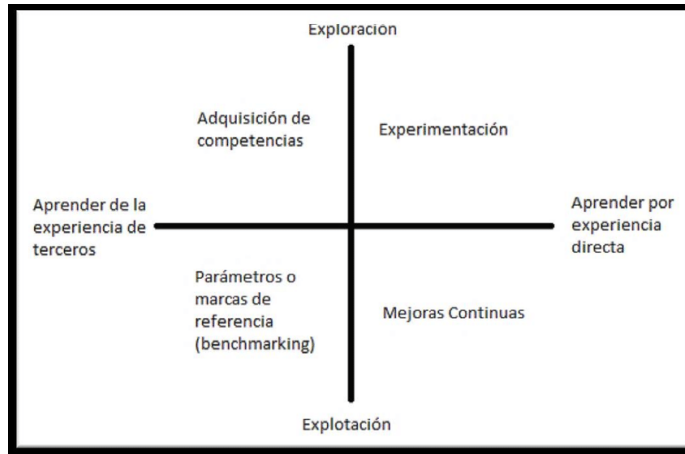 Exploración
Adquisición de
competencias
Experimentación
Aprender de la
experiencia de
terceros
Aprender por
experiencia
directa
Parámetros o
marcas de
referencia
(benchmarking)
Mejoras Continuas
Explotación